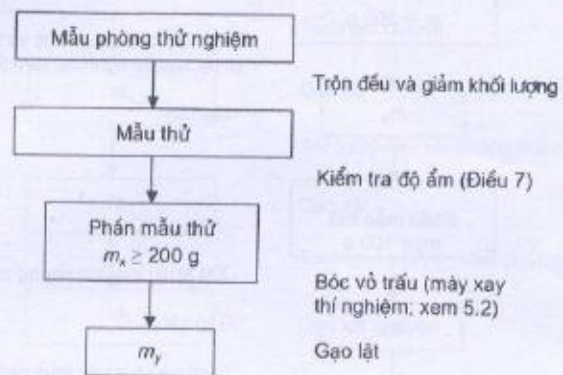 Mẫu phòng thử nghiệm
Trộn đều và giảm khối lượng
Mẫu thử
Kiểm tra độ ẩm (Điều 7)
Phần mẫu thử
mₓ ≥ 200 g
Bóc vỏ trấu (máy xay
thí nghiệm; xem 5.2)
mᵧ
Gạo lật